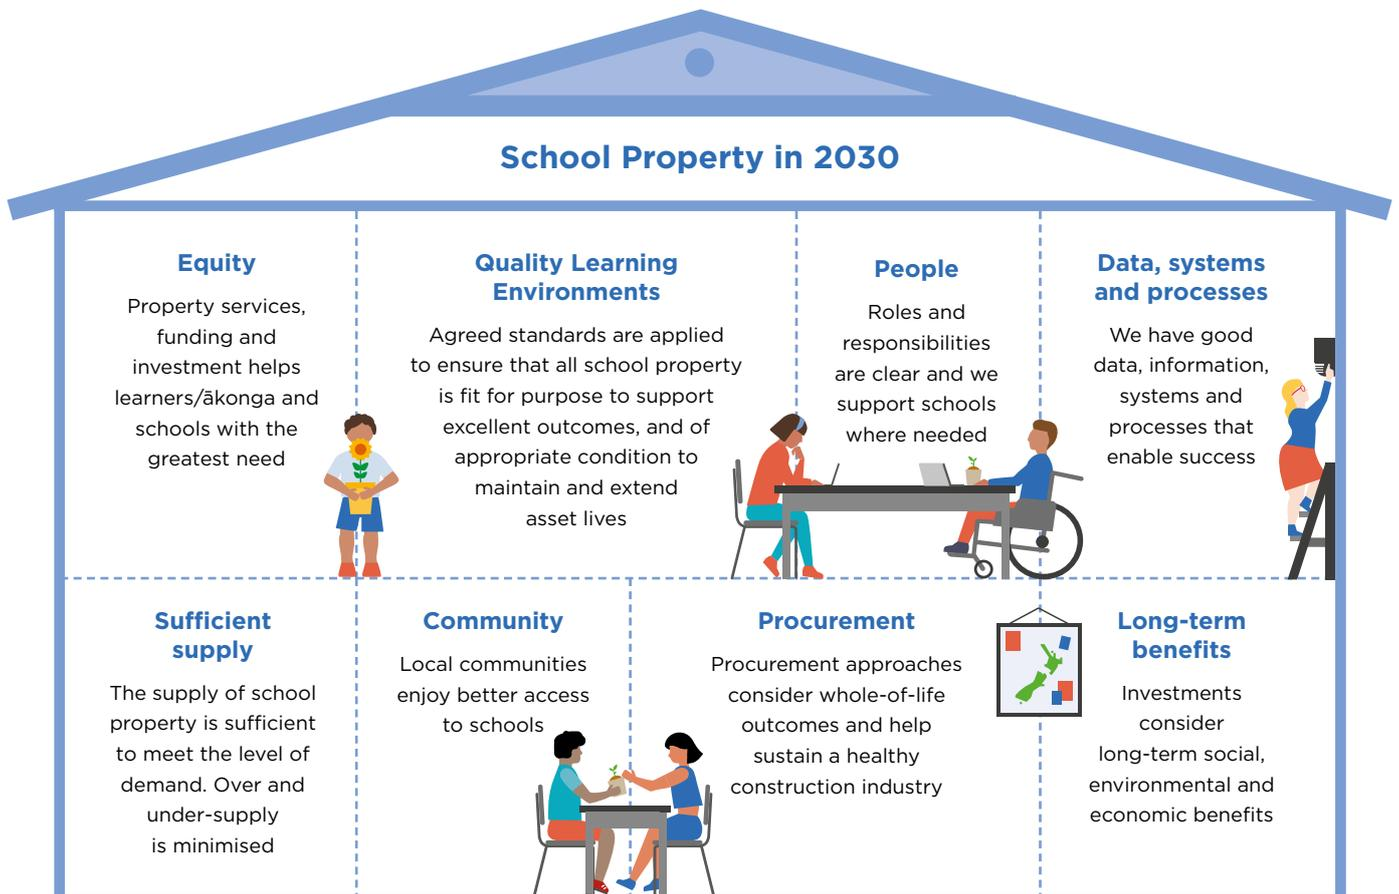 School Property in 2030
Equity
Property services,
funding and
investment helps
learners/ākonga and
schools with the
greatest need
Quality Learning
Environments
Agreed standards are applied
to ensure that all school property
is fit for purpose to support
excellent outcomes, and of
appropriate condition to
maintain and extend
asset lives
People
Roles and
responsibilities
are clear and we
support schools
where needed
Data, systems
and processes
We have good
data, information,
systems and
processes that
enable success
Sufficient
supply
The supply of school
property is sufficient
to meet the level of
demand. Over and
under-supply
is minimised
Community
Local communities
enjoy better access
to schools
Procurement
Procurement approaches
consider whole-of-life
outcomes and help
sustain a healthy
construction industry
Long-term
benefits
Investments
consider
long-term social,
environmental and
economic benefits